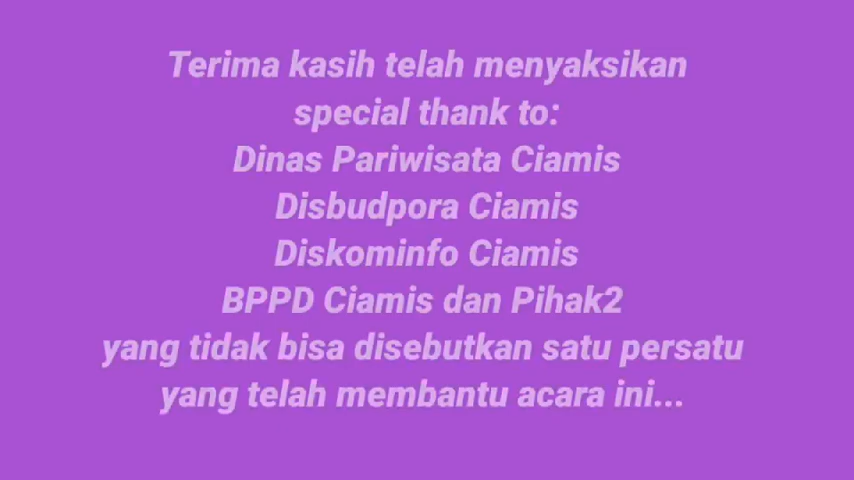 Terima kasih telah menyaksikan
special thank to:
Dinas Pariwisata Ciamis
Disbudpora Ciamis
Diskominfo Ciamis
BPPD Ciamis dan Pihak2
yang tidak bisa disebutkan satu persatu
yang telah membantu acara ini...